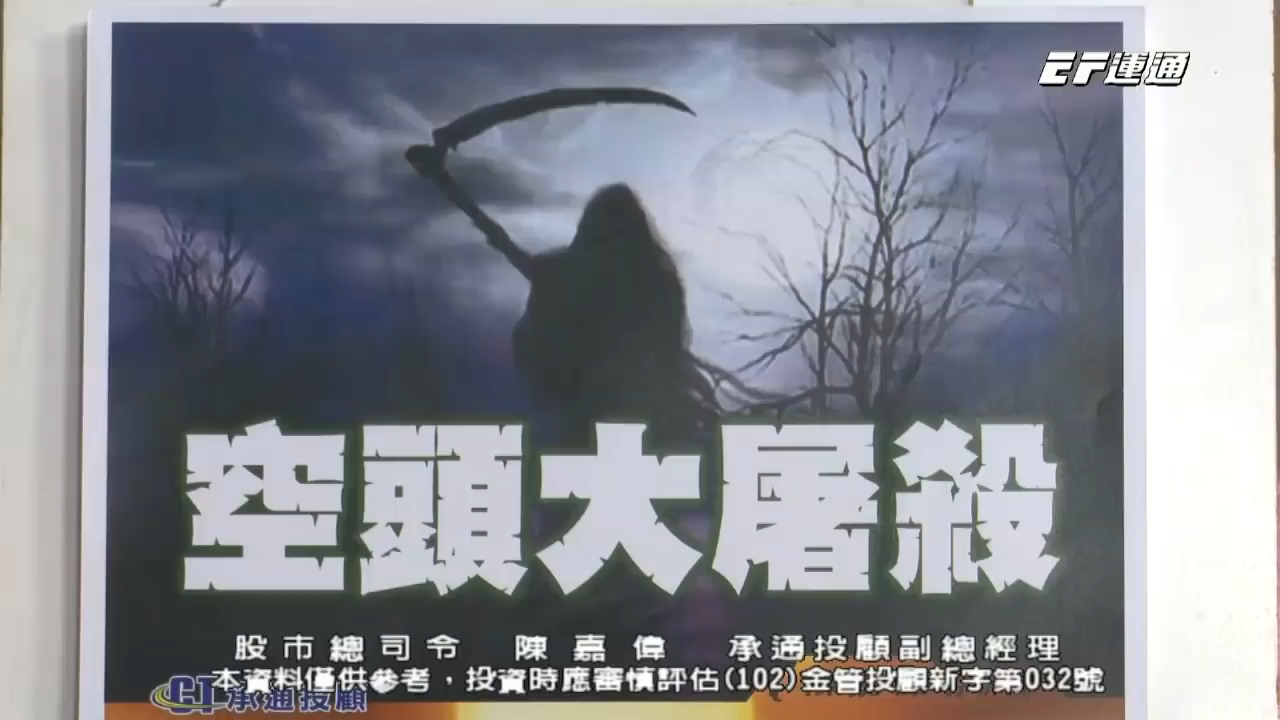 EF運通
空頭大屠殺
股市總司令 陳嘉偉 承通投顧副總經理
本資料僅供參考，投資時應審慎評估(102)金管投顧新字第032號
CT承通投顧